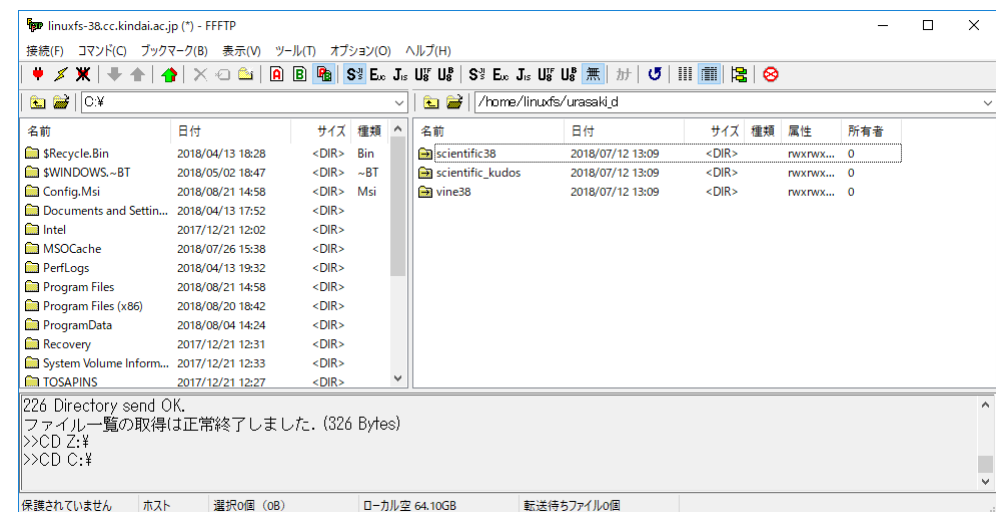 linuxfs-38.cc.kindai.ac.jp (*) - FFFTP
接続(F) コマンド(C) ブックマーク(B) 表示(V) ツール(T) オプション(O) ヘルプ(H)
A B S E J U8 U8 S E J U8 U8 無 ｶﾅ
C:¥ /home/linuxfs/urasaki_d
名前 日付 サイズ 種類 名前 日付 サイズ 種類 属性 所有者
$Recycle.Bin 2018/04/13 18:28 <DIR> Bin scientific38 2018/07/12 13:09 <DIR> rwxrwx... 0
$WINDOWS.~BT 2018/05/02 18:47 <DIR> ~BT scientific_kudos 2018/07/12 13:09 <DIR> rwxrwx... 0
Config.Msi 2018/08/21 14:58 <DIR> Msi vine38 2018/07/12 13:09 <DIR> rwxrwx... 0
Documents and Settin... 2018/04/13 17:52 <DIR>
Intel 2017/12/21 12:02 <DIR>
MSOCache 2018/07/26 15:38 <DIR>
PerfLogs 2018/04/13 19:32 <DIR>
Program Files 2018/08/21 14:58 <DIR>
Program Files (x86) 2018/08/20 18:42 <DIR>
ProgramData 2018/08/04 14:24 <DIR>
Recovery 2017/12/21 12:31 <DIR>
System Volume Inform... 2017/12/21 12:33 <DIR>
TOSAPINS 2017/12/21 12:27 <DIR>
226 Directory send OK.
ファイル一覧の取得は正常終了しました. (326 Bytes)
>>CD Z:¥
>>CD C:¥
保護されていません ホスト 選択0個 (0B) ローカル空 64.10GB 転送待ちファイル0個